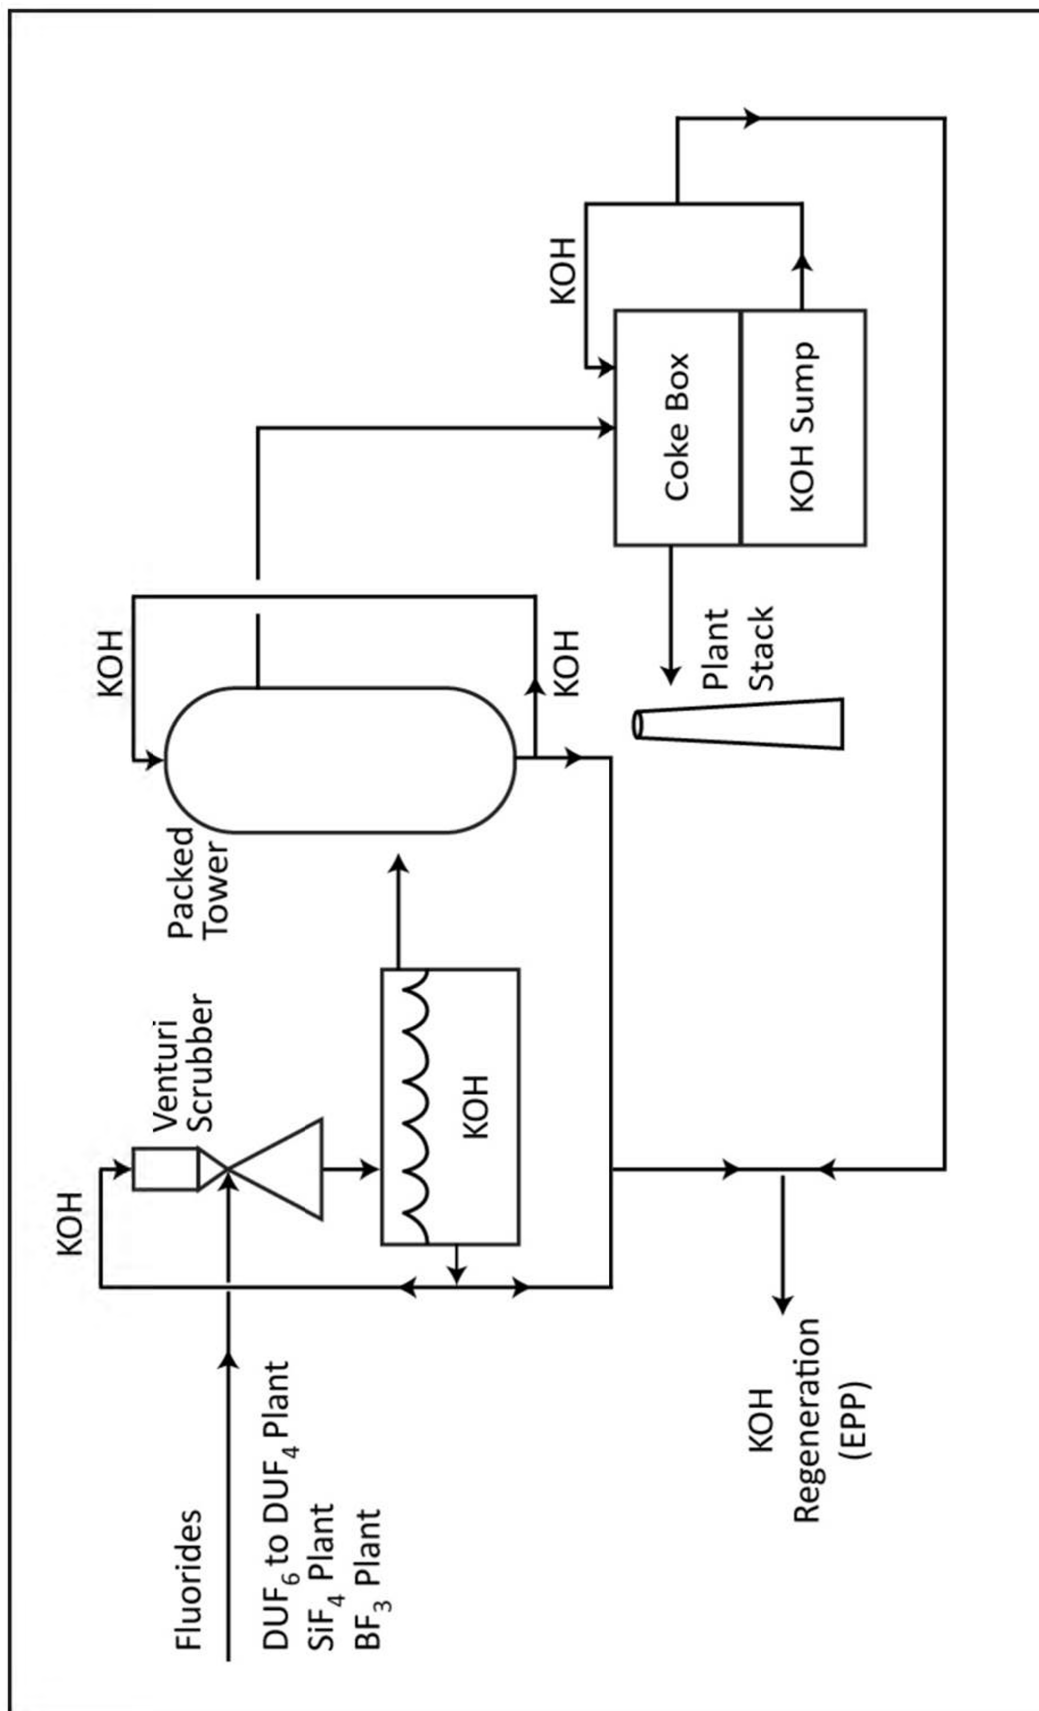 Fluorides
DUF6 to DUF4 Plant
SiF4 Plant
BF3 Plant
KOH
Venturi
Scrubber
KOH
Packed
Tower
KOH
KOH
KOH
Coke Box
KOH Sump
Plant
Stack
KOH
Regeneration
(EPP)